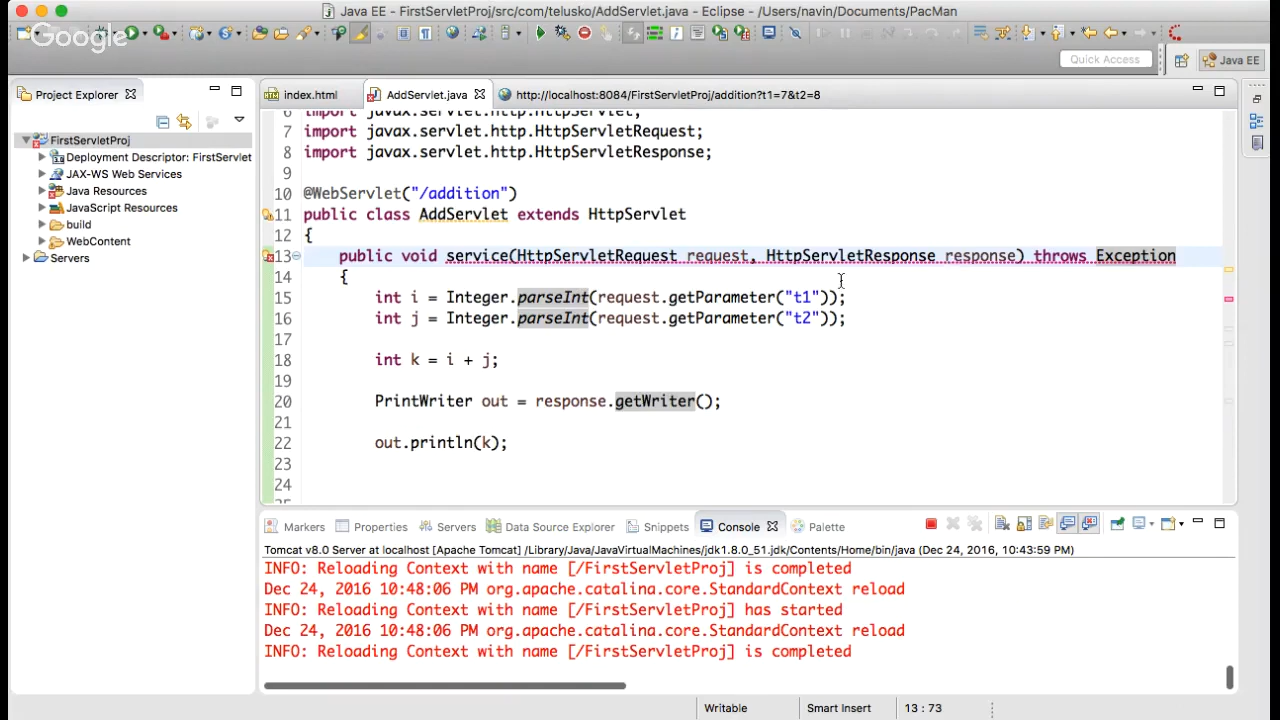 Java EE - FirstServletProj/src/com/telusko/AddServlet.java - Eclipse - /Users/navin/Documents/PacMan
Google
Quick Access
Java EE
Project Explorer
index.html
AddServlet.java
http://localhost:8084/FirstServletProj/addition?t1=7&t2=8
FirstServletProj
Deployment Descriptor: FirstServlet
JAX-WS Web Services
Java Resources
JavaScript Resources
build
WebContent
Servers
6 import javax.servlet.http.HttpServlet;
7 import javax.servlet.http.HttpServletRequest;
8 import javax.servlet.http.HttpServletResponse;
9
10 @WebServlet("/addition")
11 public class AddServlet extends HttpServlet
12 {
13 public void service(HttpServletRequest request, HttpServletResponse response) throws Exception
14 {
15 int i = Integer.parseInt(request.getParameter("t1"));
16 int j = Integer.parseInt(request.getParameter("t2"));
17
18 int k = i + j;
19
20 PrintWriter out = response.getWriter();
21
22 out.println(k);
23
24
25
Markers Properties Servers Data Source Explorer Snippets Console Palette
Tomcat v8.0 Server at localhost [Apache Tomcat] /Library/Java/JavaVirtualMachines/jdk1.8.0_51.jdk/Contents/Home/bin/java (Dec 24, 2016, 10:43:59 PM)
INFO: Reloading Context with name [/FirstServletProj] is completed
Dec 24, 2016 10:48:06 PM org.apache.catalina.core.StandardContext reload
INFO: Reloading Context with name [/FirstServletProj] has started
Dec 24, 2016 10:48:06 PM org.apache.catalina.core.StandardContext reload
INFO: Reloading Context with name [/FirstServletProj] is completed
Writable Smart Insert 13 : 73